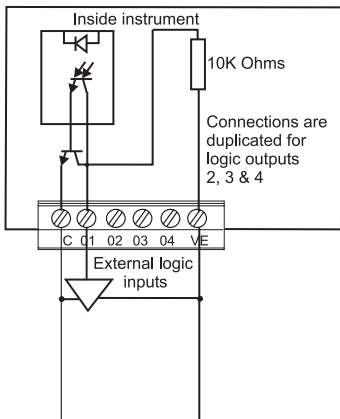 Inside instrument
10K Ohms
Connections are
duplicated for
logic outputs
2, 3 & 4
C 01 02 03 04 VE
External logic
inputs